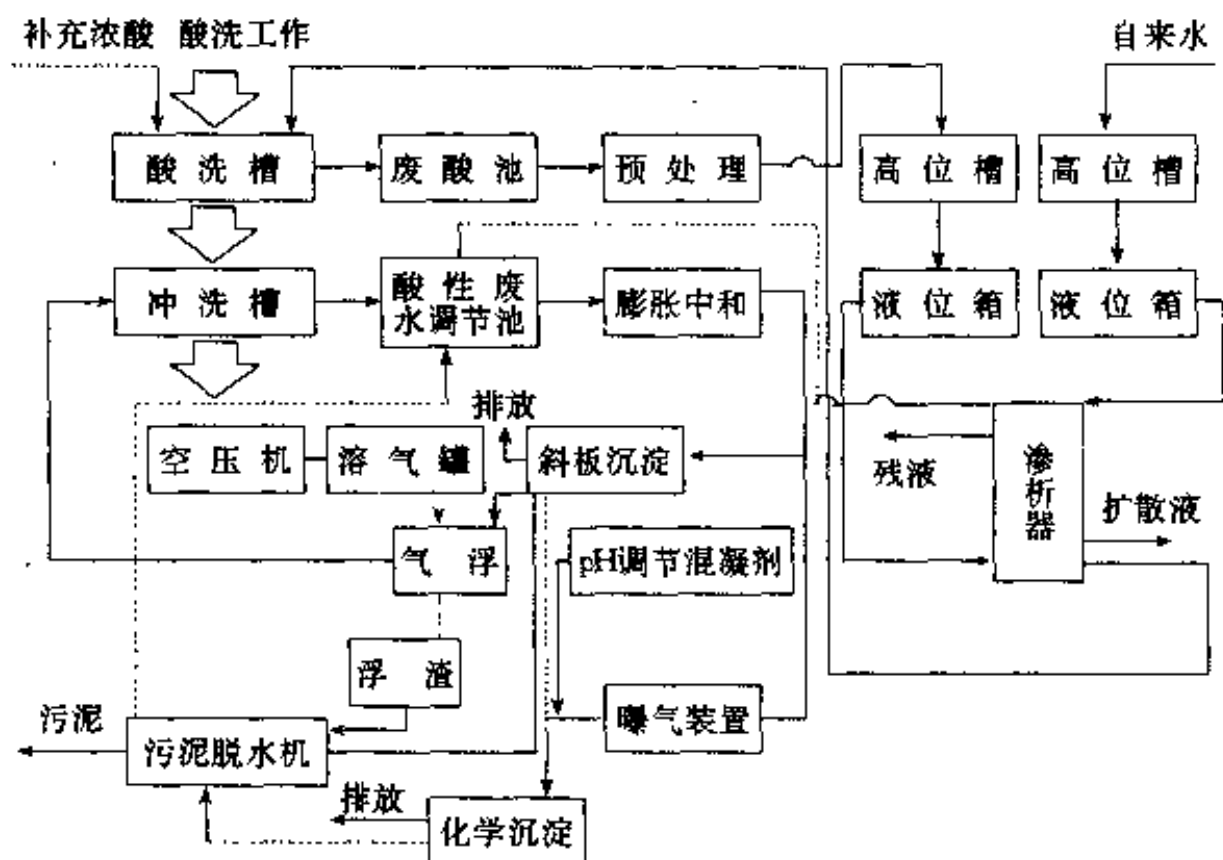 补充浓酸 酸洗工作
自来水
酸洗槽
废酸池
预处理
高位槽
高位槽
冲洗槽
酸性废
水调节池
膨胀中和
液位箱
液位箱
排放
空压机
溶气罐
斜板沉淀
残液
渗析器
扩散液
气浮
pH调节混凝剂
浮渣
污泥
污泥脱水机
曝气装置
排放
化学沉淀